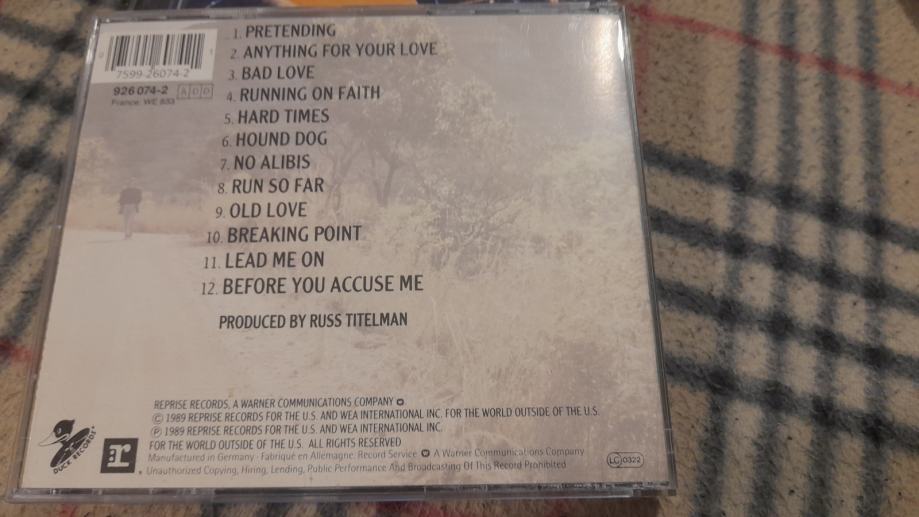 1. PRETENDING
2. ANYTHING FOR YOUR LOVE
3. BAD LOVE
4. RUNNING ON FAITH
5. HARD TIMES
6. HOUND DOG
7. NO ALIBIS
8. RUN SO FAR
9. OLD LOVE
10. BREAKING POINT
11. LEAD ME ON
12. BEFORE YOU ACCUSE ME
PRODUCED BY RUSS TITELMAN
7599-26074-2
926 074-2 ADD
France: WE 833
REPRISE RECORDS, A WARNER COMMUNICATIONS COMPANY
© 1989 REPRISE RECORDS FOR THE U.S. AND WEA INTERNATIONAL INC. FOR THE WORLD OUTSIDE OF THE U.S.
℗ 1989 REPRISE RECORDS FOR THE U.S. AND WEA INTERNATIONAL INC.
FOR THE WORLD OUTSIDE OF THE U.S. ALL RIGHTS RESERVED
Manufactured in Germany · Fabriqué en Allemagne. Record Service A Warner Communications Company
Unauthorized Copying, Hiring, Lending, Public Performance And Broadcasting Of This Record Prohibited
DUCK RECORDS
r
LC 0322